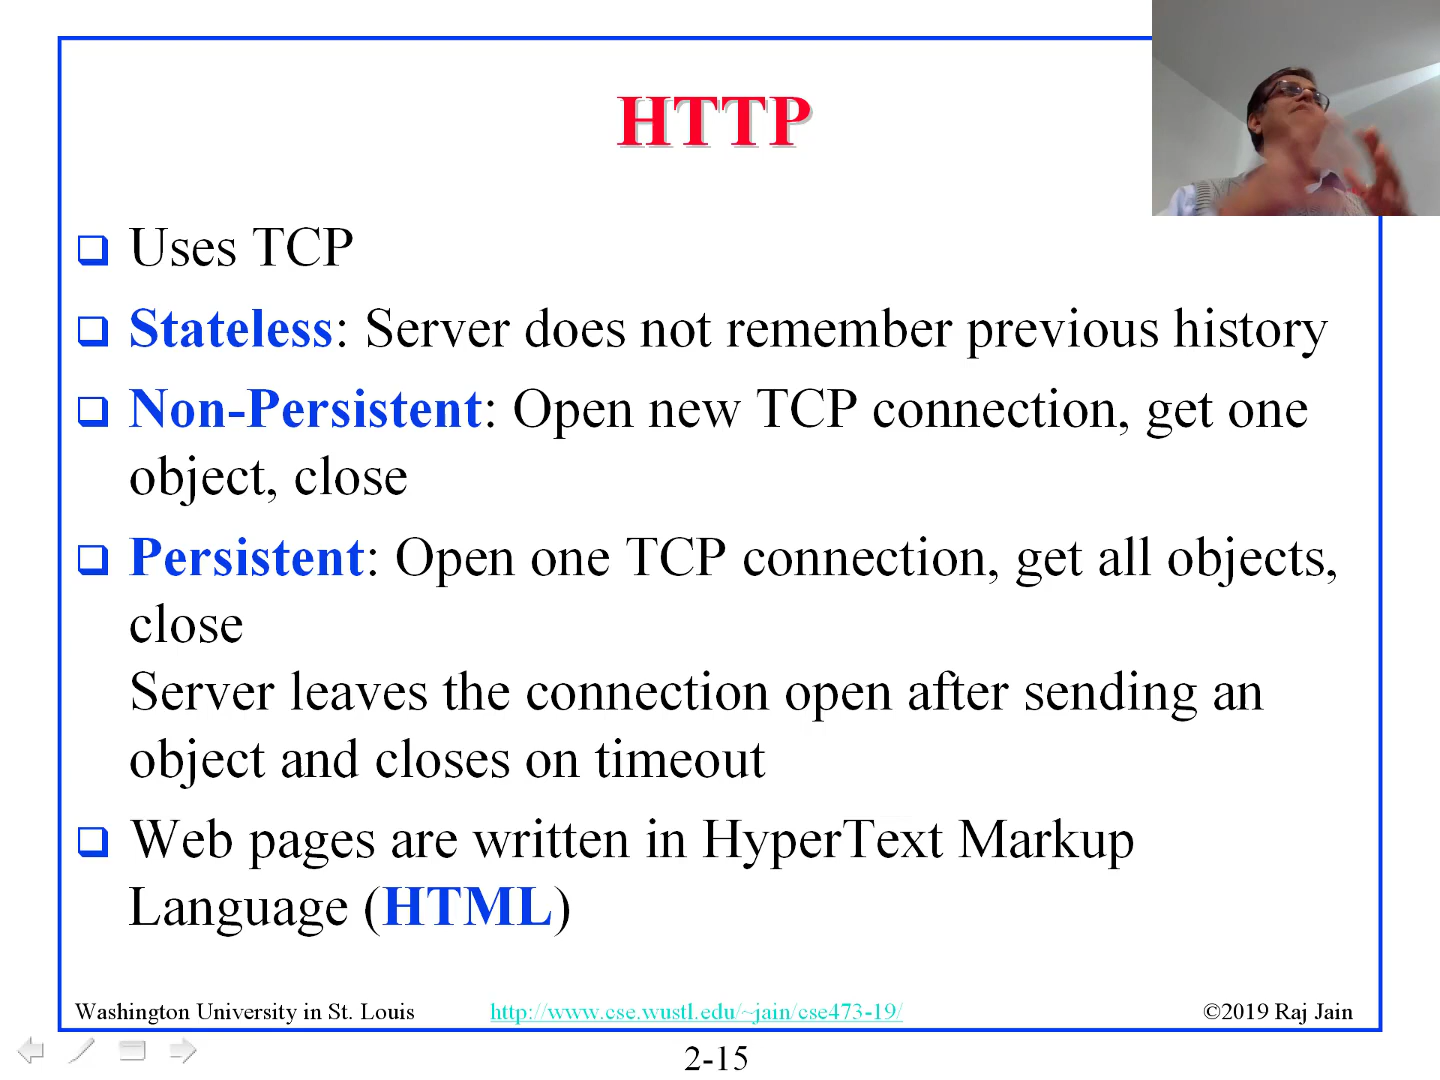 HTTP
Uses TCP
Stateless: Server does not remember previous history
Non-Persistent: Open new TCP connection, get one
object, close
Persistent: Open one TCP connection, get all objects,
close
Server leaves the connection open after sending an
object and closes on timeout
Web pages are written in HyperText Markup
Language (HTML)
Washington University in St. Louis
http://www.cse.wustl.edu/~jain/cse473-19/
©2019 Raj Jain
2-15